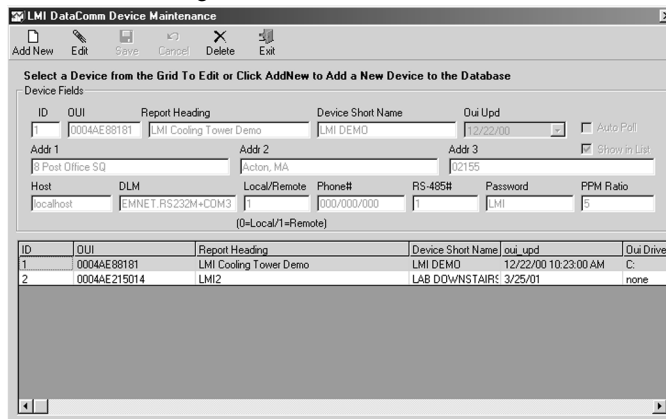 LMI DataComm Device Maintenance
Add New Edit Save Cancel Delete Exit
Select a Device from the Grid To Edit or Click AddNew to Add a New Device to the Database
Device Fields
ID OUI Report Heading Device Short Name Oui Upd
1 0004AE88181 LMI Cooling Tower Demo LMI DEMO 12/22/00 Auto Poll
Addr 1 Addr 2 Addr 3 Show in List
8 Post Office SQ Acton, MA 02155
Host DLM Local/Remote Phone# RS-485# Password PPM Ratio
localhost EMNET.RS232M+COM3 1 000/000/000 1 LMI 5
(0=Local/1=Remote)
ID OUI Report Heading Device Short Name oui_upd Oui Drive
1 0004AE88181 LMI Cooling Tower Demo LMI DEMO 12/22/00 10:23:00 AM C:
2 0004AE215014 LMI2 LAB DOWNSTAIRS 3/25/01 none